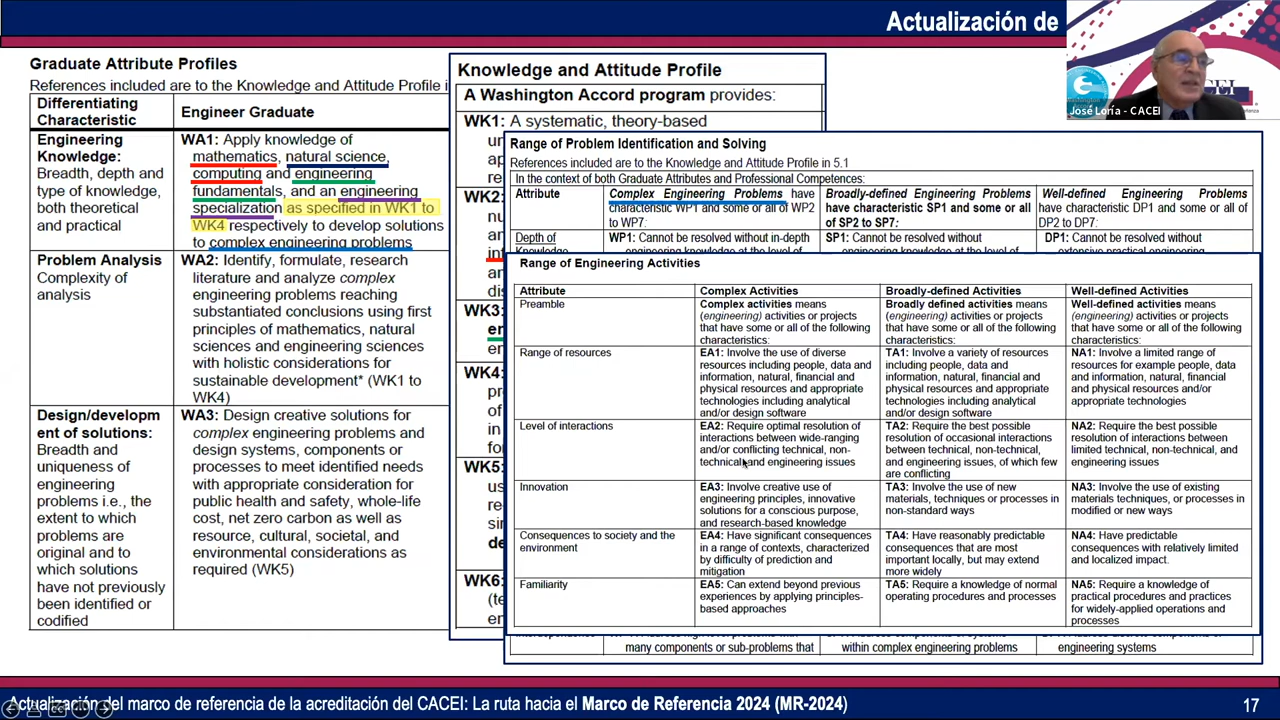 Actualización de
José Loría - CACEI
Graduate Attribute Profiles
References included are to the Knowledge and Attitude Profile i
Differentiating
Characteristic
Engineer Graduate
Engineering
Knowledge:
Breadth, depth and
type of knowledge,
both theoretical
and practical
WA1: Apply knowledge of
mathematics, natural science,
computing and engineering
fundamentals, and an engineering
specialization as specified in WK1 to
WK4 respectively to develop solutions
to complex engineering problems
Problem Analysis
Complexity of
analysis
WA2: Identify, formulate, research
literature and analyze complex
engineering problems reaching
substantiated conclusions using first
principles of mathematics, natural
sciences and engineering sciences
with holistic considerations for
sustainable development* (WK1 to
WK4)
Design/developm
ent of solutions:
Breadth and
uniqueness of
engineering
problems i.e., the
extent to which
problems are
original and to
which solutions
have not previously
been identified or
codified
WA3: Design creative solutions for
complex engineering problems and
design systems, components or
processes to meet identified needs
with appropriate consideration for
public health and safety, whole-life
cost, net zero carbon as well as
resource, cultural, societal, and
environmental considerations as
required (WK5)
Knowledge and Attitude Profile
A Washington Accord program provides:
WK1: A systematic, theory-based
WK2:
WK3:
WK4:
WK5:
WK6:
Range of Problem Identification and Solving
References included are to the Knowledge and Attitude Profile in 5.1
In the context of both Graduate Attributes and Professional Competences:
Attribute
Complex Engineering Problems have
characteristic WP1 and some or all of WP2
to WP7:
Broadly-defined Engineering Problems
have characteristic SP1 and some or all
of SP2 to SP7:
Well-defined Engineering Problems
have characteristic DP1 and some or all of
DP2 to DP7:
Depth of
WP1: Cannot be resolved without in-depth
SP1: Cannot be resolved without
DP1: Cannot be resolved without
Range of Engineering Activities
Attribute
Complex Activities
Broadly-defined Activities
Well-defined Activities
Preamble
Complex activities means
(engineering) activities or projects
that have some or all of the following
characteristics:
Broadly defined activities means
(engineering) activities or projects
that have some or all of the following
characteristics:
Well-defined activities means
(engineering) activities or projects
that have some or all of the following
characteristics:
Range of resources
EA1: Involve the use of diverse
resources including people, data and
information, natural, financial and
physical resources and appropriate
technologies including analytical
and/or design software
TA1: Involve a variety of resources
including people, data and
information, natural, financial and
physical resources and appropriate
technologies including analytical
and/or design software
NA1: Involve a limited range of
resources for example people, data
and information, natural, financial
and physical resources and/or
appropriate technologies
Level of interactions
EA2: Require optimal resolution of
interactions between wide-ranging
and/or conflicting technical, non-
technical and engineering issues
TA2: Require the best possible
resolution of occasional interactions
between technical, non-technical,
and engineering issues, of which few
are conflicting
NA2: Require the best possible
resolution of interactions between
limited technical, non-technical, and
engineering issues
Innovation
EA3: Involve creative use of
engineering principles, innovative
solutions for a conscious purpose,
and research-based knowledge
TA3: Involve the use of new
materials, techniques or processes in
non-standard ways
NA3: Involve the use of existing
materials techniques, or processes in
modified or new ways
Consequences to society and the
environment
EA4: Have significant consequences
in a range of contexts, characterized
by difficulty of prediction and
mitigation
TA4: Have reasonably predictable
consequences that are most
important locally, but may extend
more widely
NA4: Have predictable
consequences with relatively limited
and localized impact.
Familiarity
EA5: Can extend beyond previous
experiences by applying principles-
based approaches
TA5: Require a knowledge of normal
operating procedures and processes
NA5: Require a knowledge of
practical procedures and practices
for widely-applied operations and
processes
many components or sub-problems that
within complex engineering problems
engineering systems
Actualización del marco de referencia de la acreditación del CACEI: La ruta hacia el Marco de Referencia 2024 (MR-2024)
17